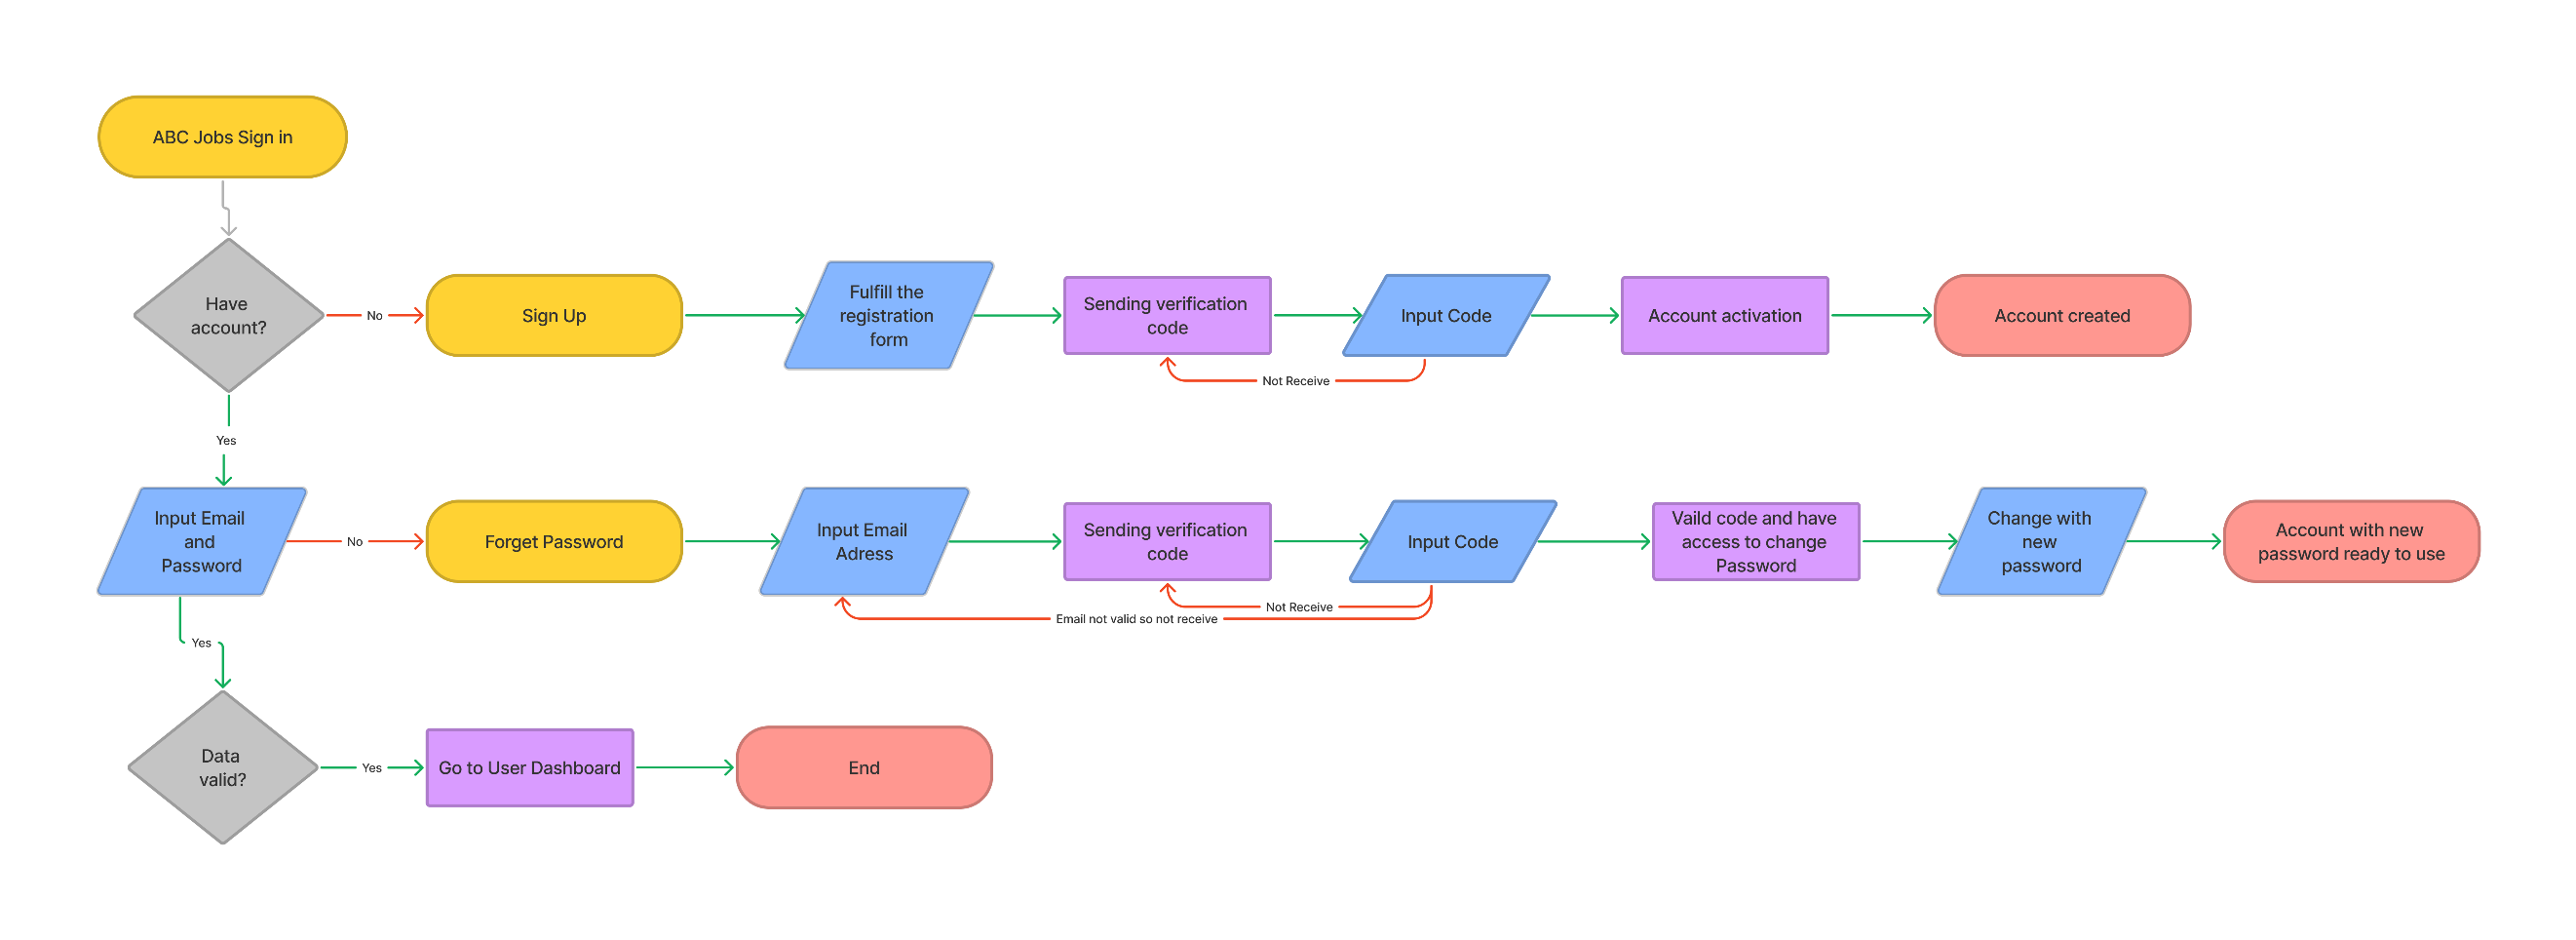 ABC Jobs Sign in
Have
account?
No
Sign Up
Fulfill the
registration
form
Sending verification
code
Input Code
Account activation
Account created
Not Receive
Yes
Input Email
and
Password
No
Forget Password
Input Email
Adress
Sending verification
code
Input Code
Vaild code and have
access to change
Password
Change with
new
password
Account with new
password ready to use
Not Receive
Email not valid so not receive
Yes
Data
valid?
Yes
Go to User Dashboard
End